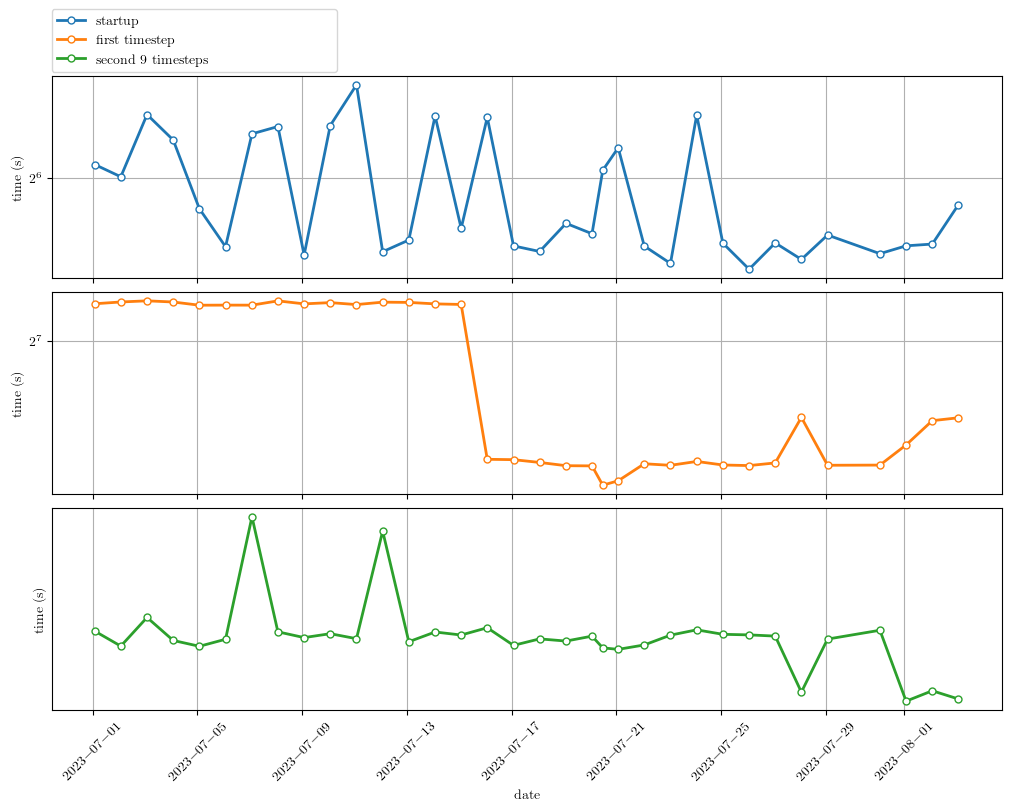 startup
first timestep
second 9 timesteps
time (s)
2^6
time (s)
2^7
time (s)
2023−07−01
2023−07−05
2023−07−09
2023−07−13
2023−07−17
2023−07−21
2023−07−25
2023−07−29
2023−08−01
date